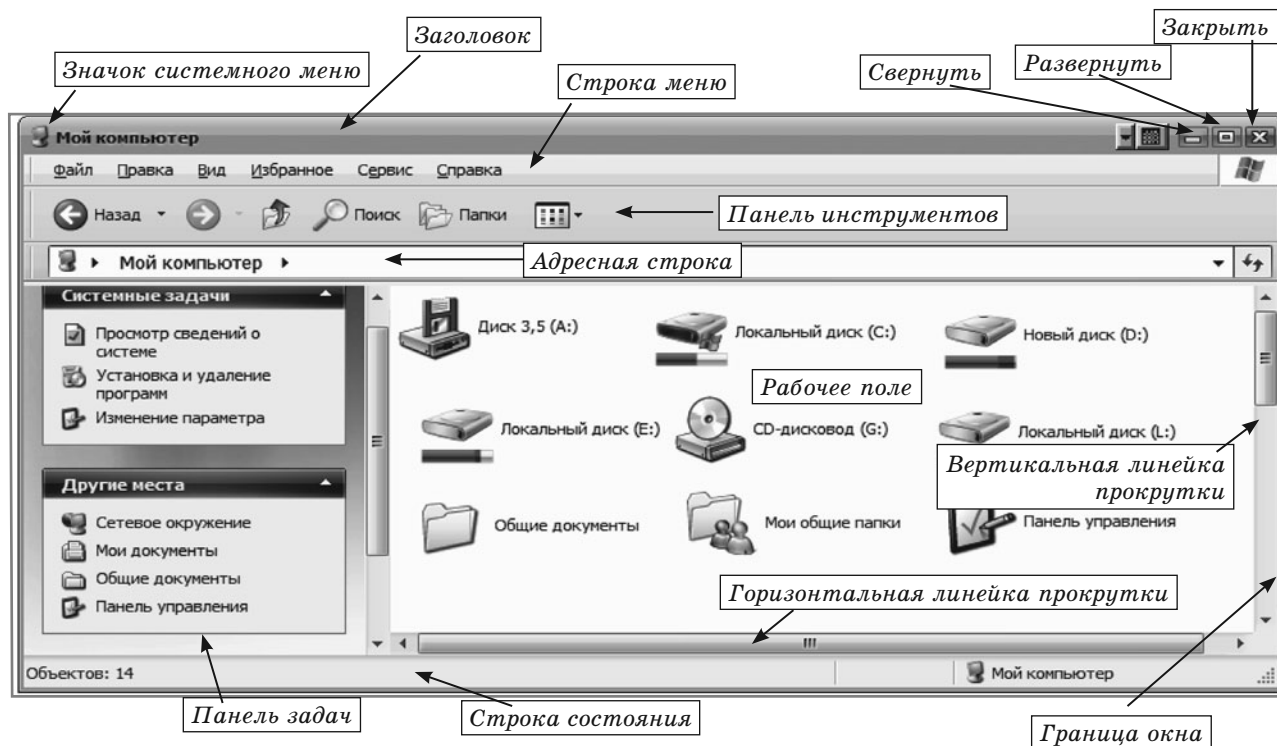 Закрыть
Заголовок
Значок системного меню
Свернуть
Развернуть
Строка меню
Мой компьютер
Файл Правка Вид Избранное Сервис Справка
Назад Поиск Папки
Панель инструментов
Мой компьютер
Адресная строка
Системные задачи
Просмотр сведений о
системе
Установка и удаление
программ
Изменение параметра
Другие места
Сетевое окружение
Мои документы
Общие документы
Панель управления
Диск 3,5 (A:)
Локальный диск (C:)
Новый диск (D:)
Рабочее поле
Локальный диск (E:)
CD-дисковод (G:)
Локальный диск (L:)
Вертикальная линейка
прокрутки
Общие документы
Мои общие папки
Панель управления
Горизонтальная линейка прокрутки
Объектов: 14
Мой компьютер
Панель задач
Строка состояния
Граница окна